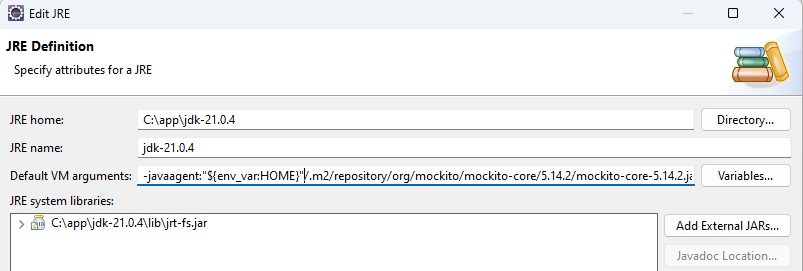 Edit JRE
JRE Definition
Specify attributes for a JRE
JRE home: C:\app\jdk-21.0.4 Directory...
JRE name: jdk-21.0.4
Default VM arguments: -javaagent:"${env_var:HOME}"/.m2/repository/org/mockito/mockito-core/5.14.2/mockito-core-5.14.2.ja Variables...
JRE system libraries:
C:\app\jdk-21.0.4\lib\jrt-fs.jar Add External JARs...
Javadoc Location...